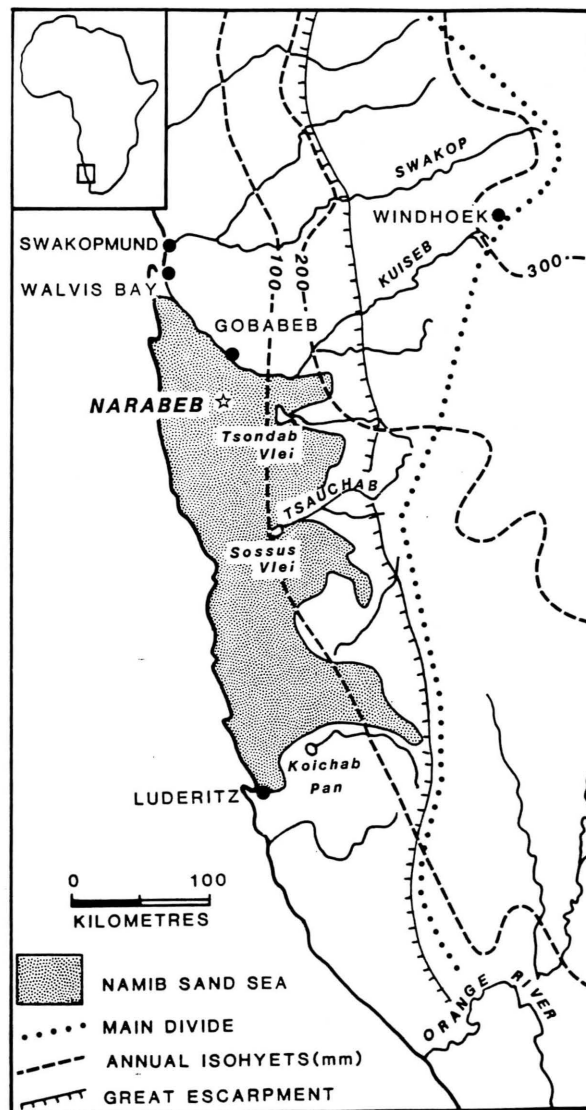 SWAKOP
WINDHOEK
SWAKOPMUND
KUISEB
WALVIS BAY
100
200
300
GOBABEB
NARABEB
Tsondab
Vlei
TSAUCHAB
Sossus
Vlei
Koichab
Pan
LUDERITZ
0 100
KILOMETRES
ORANGE RIVER
NAMIB SAND SEA
MAIN DIVIDE
ANNUAL ISOHYETS(mm)
GREAT ESCARPMENT